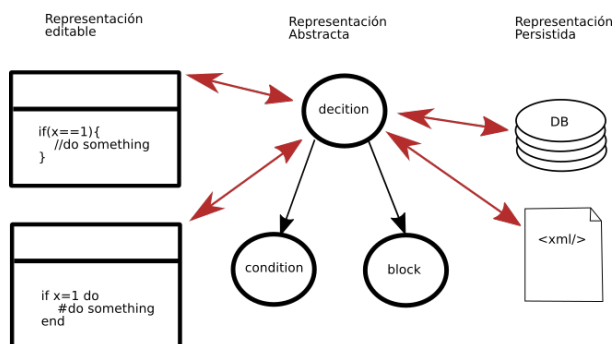 Representación
editable
Representación
Abstracta
Representación
Persistida
if(x==1){
//do something
}
decition
DB
condition
block
<xml/>
if x=1 do
#do something
end